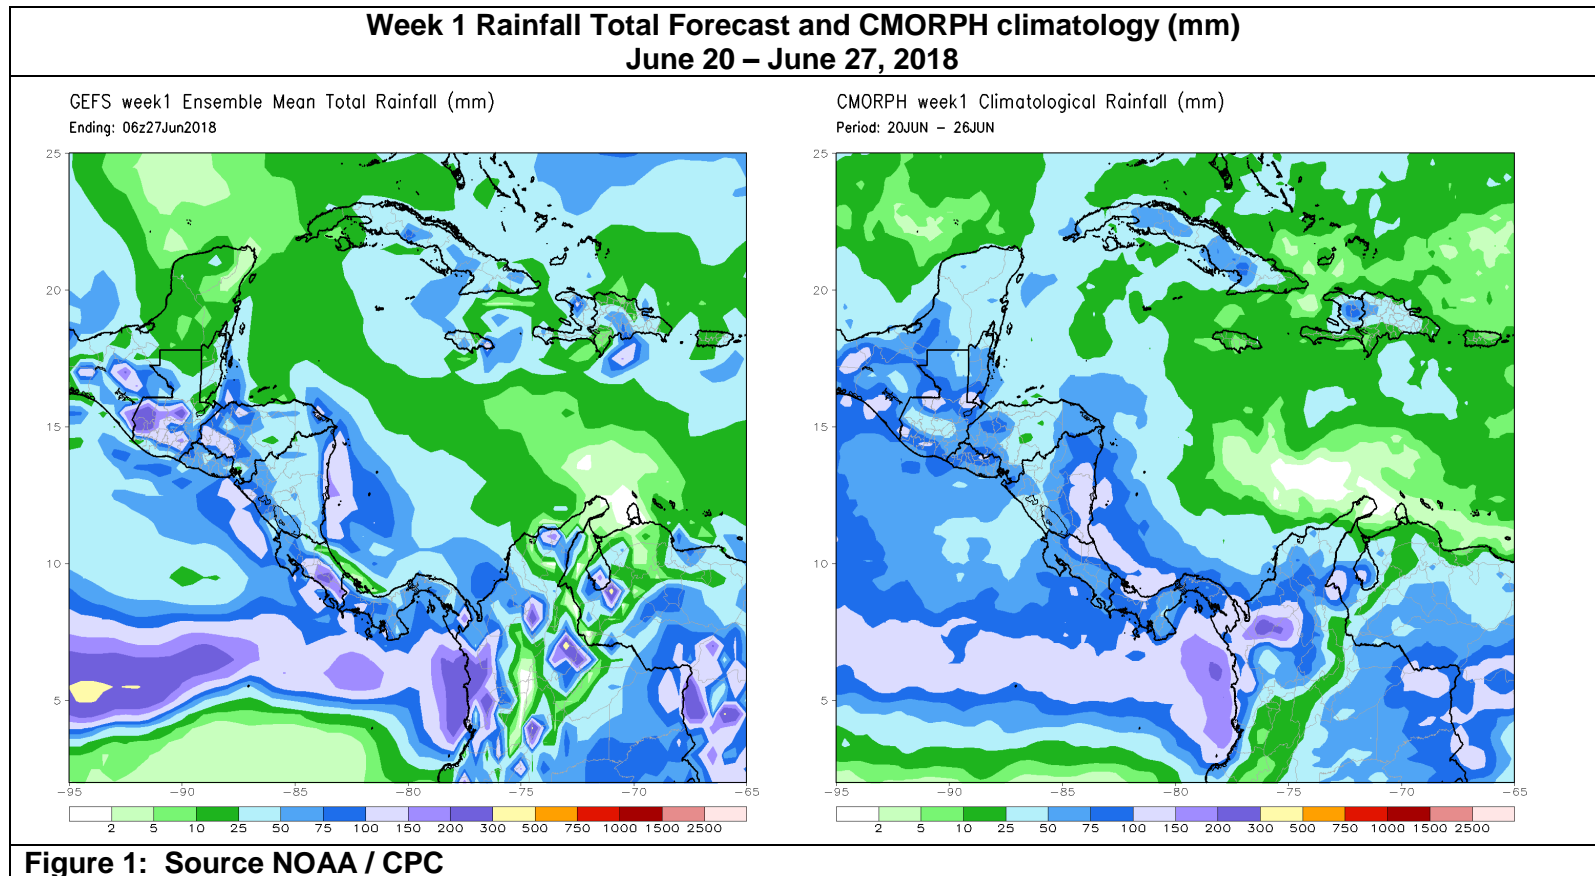 Week 1 Rainfall Total Forecast and CMORPH climatology (mm)
June 20 – June 27, 2018
GEFS week1 Ensemble Mean Total Rainfall (mm)
Ending: 06z27Jun2018
25
20
15
10
5
−95 −90 −85 −80 −75 −70 −65
2 5 10 25 50 75 100 150 200 300 500 750 1000 1500 2500
CMORPH week1 Climatological Rainfall (mm)
Period: 20JUN − 26JUN
25
20
15
10
5
−95 −90 −85 −80 −75 −70 −65
2 5 10 25 50 75 100 150 200 300 500 750 1000 1500 2500
Figure 1: Source NOAA / CPC